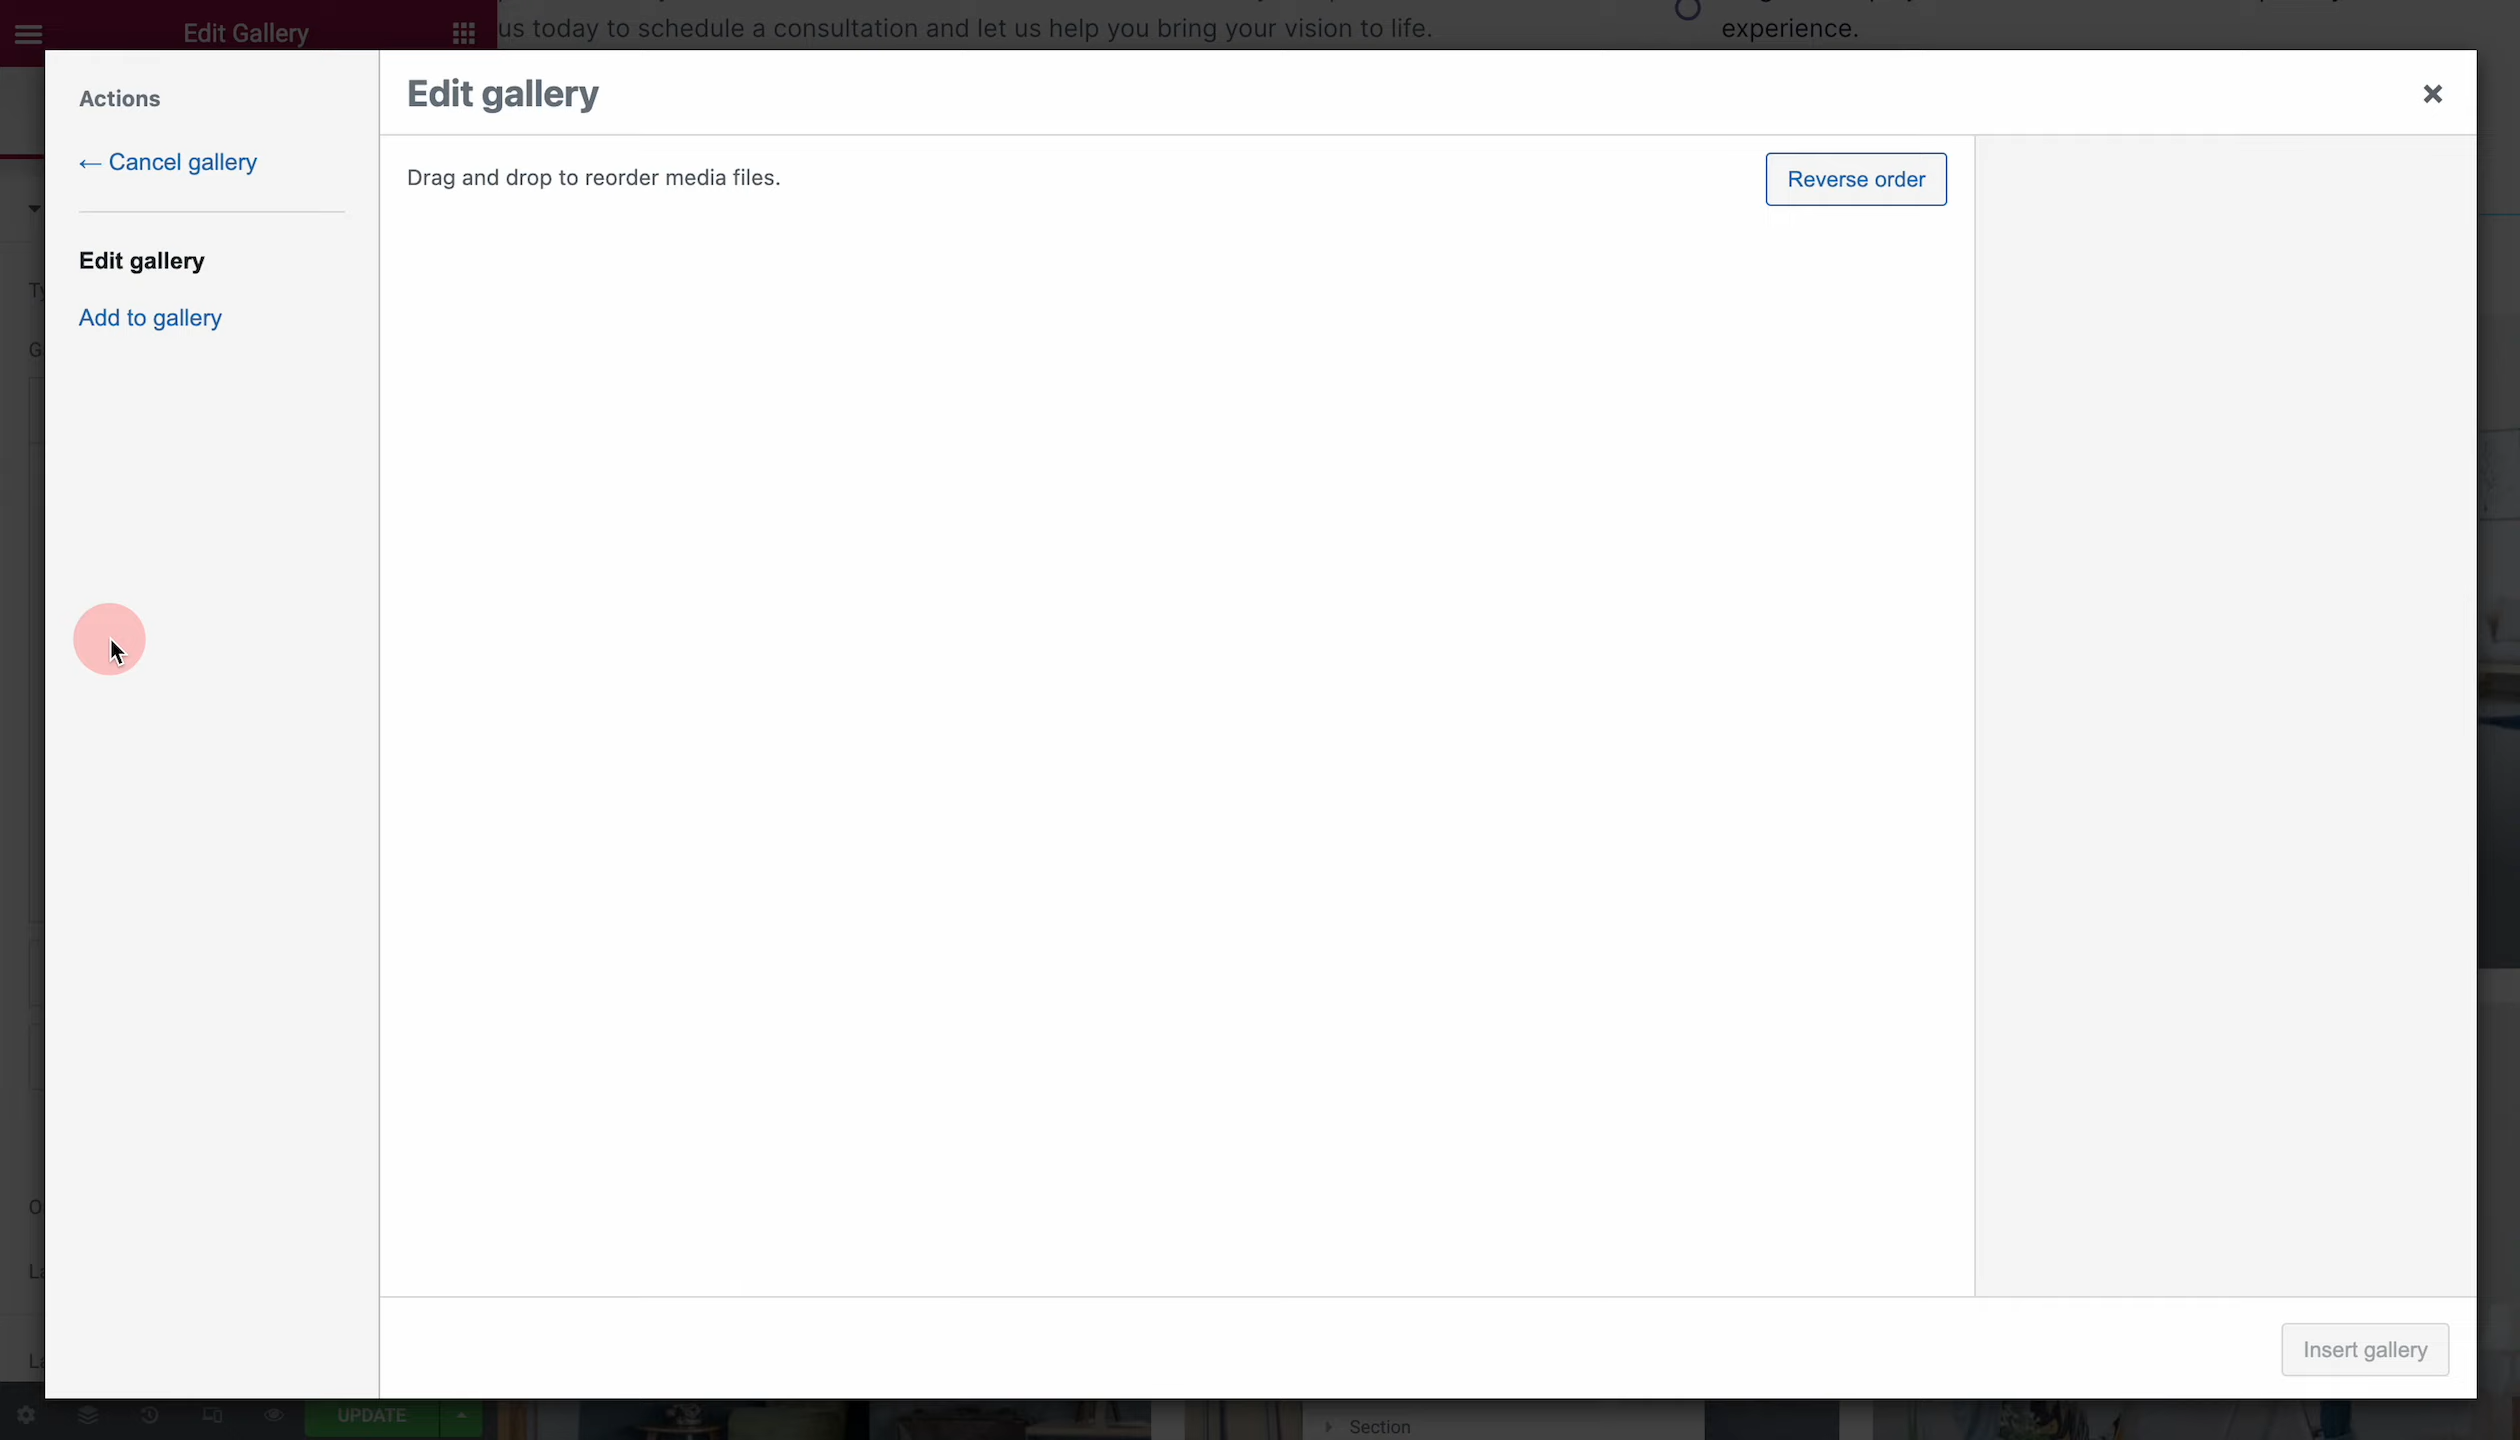 Edit Gallery
us today to schedule a consultation and let us help you bring your vision to life.
experience.
Actions
Edit gallery
← Cancel gallery
Drag and drop to reorder media files.
Reverse order
Edit gallery
Add to gallery
Insert gallery
UPDATE
Section